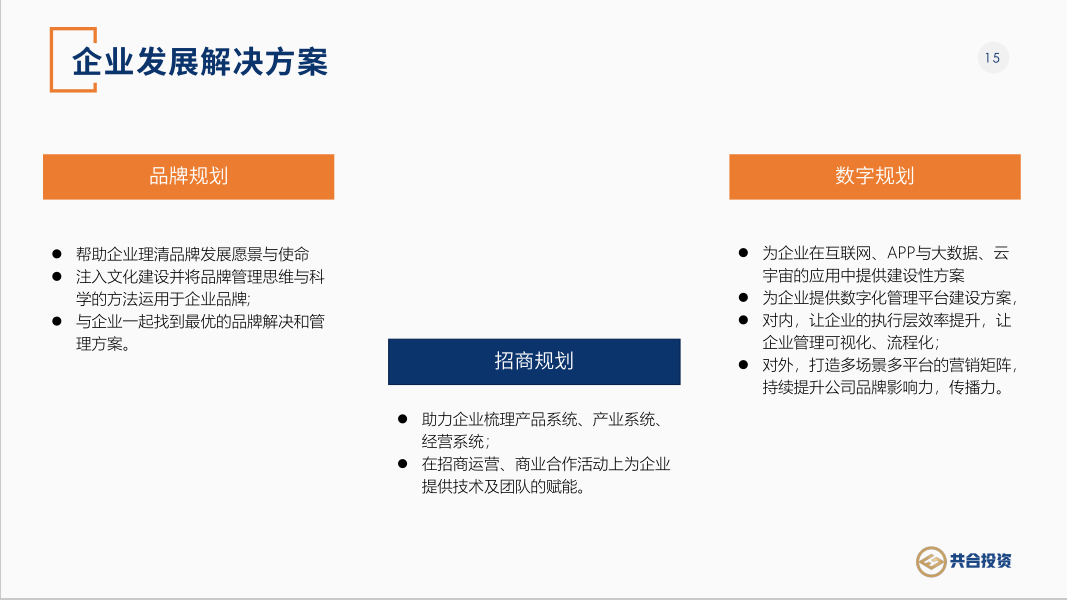 企业发展解决方案
15
品牌规划
帮助企业理清品牌发展愿景与使命
注入文化建设并将品牌管理思维与科
学的方法运用于企业品牌;
与企业一起找到最优的品牌解决和管
理方案。
招商规划
助力企业梳理产品系统、产业系统、
经营系统；
在招商运营、商业合作活动上为企业
提供技术及团队的赋能。
数字规划
为企业在互联网、APP与大数据、云
宇宙的应用中提供建设性方案
为企业提供数字化管理平台建设方案，
对内，让企业的执行层效率提升，让
企业管理可视化、流程化；
对外，打造多场景多平台的营销矩阵，
持续提升公司品牌影响力，传播力。
共合投资